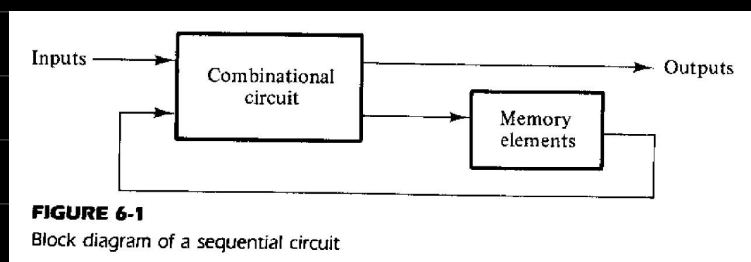 Inputs
Combinational
circuit
Outputs
Memory
elements
FIGURE 6-1
Block diagram of a sequential circuit